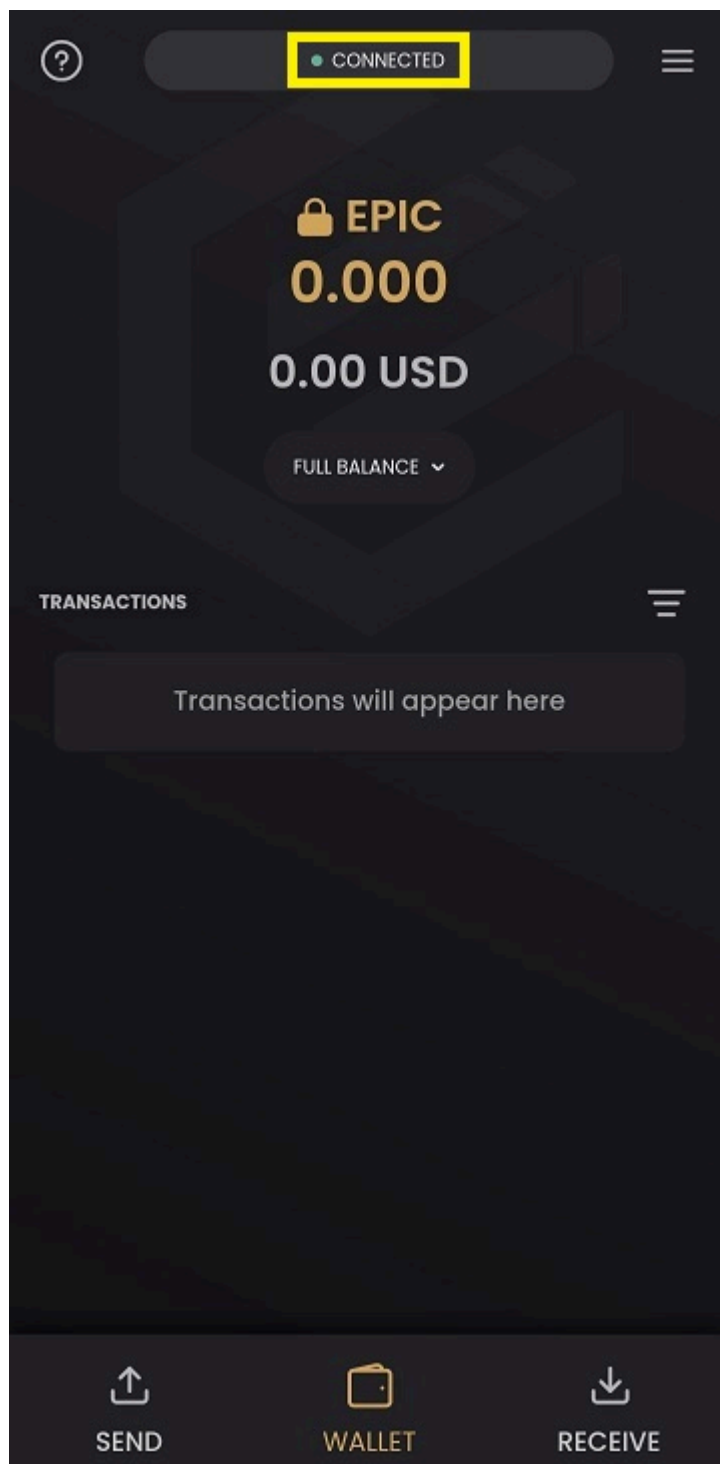 ?
CONNECTED
EPIC
0.000
0.00 USD
FULL BALANCE
TRANSACTIONS
Transactions will appear here
SEND
WALLET
RECEIVE